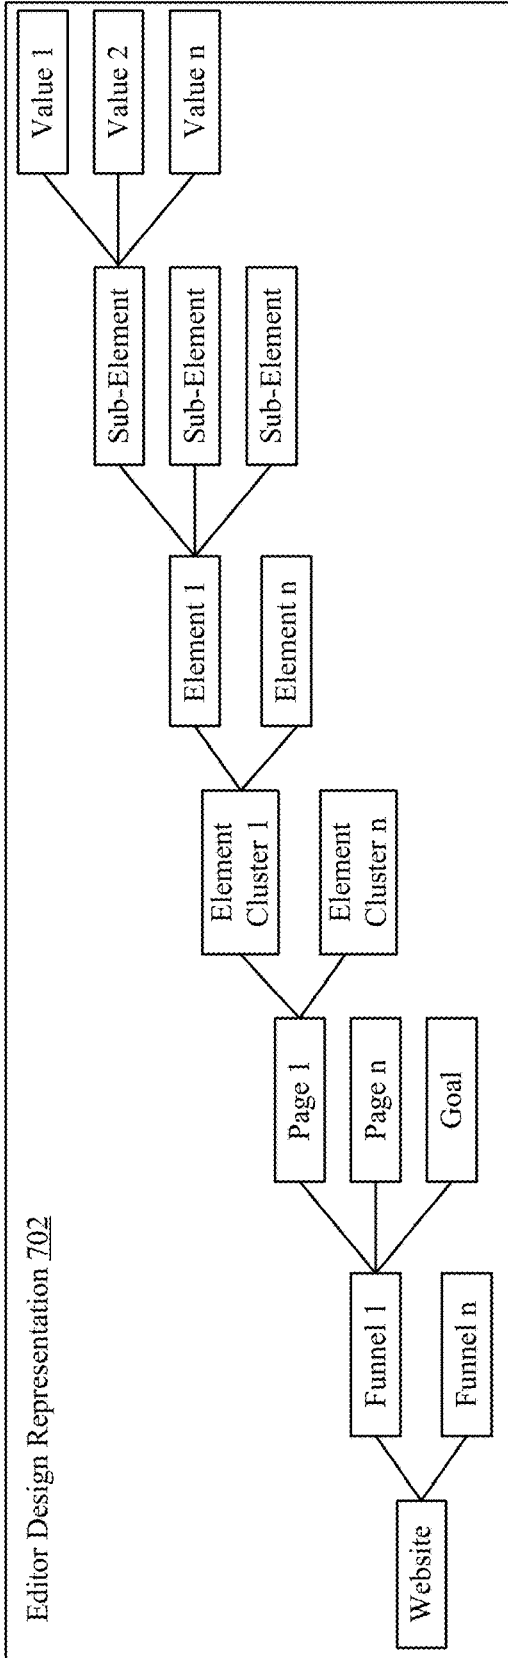 Editor Design Representation 702
Website
Funnel 1
Funnel n
Page 1
Page n
Goal
Element
Cluster 1
Element
Cluster n
Element 1
Element n
Sub-Element
Sub-Element
Sub-Element
Value 1
Value 2
Value n